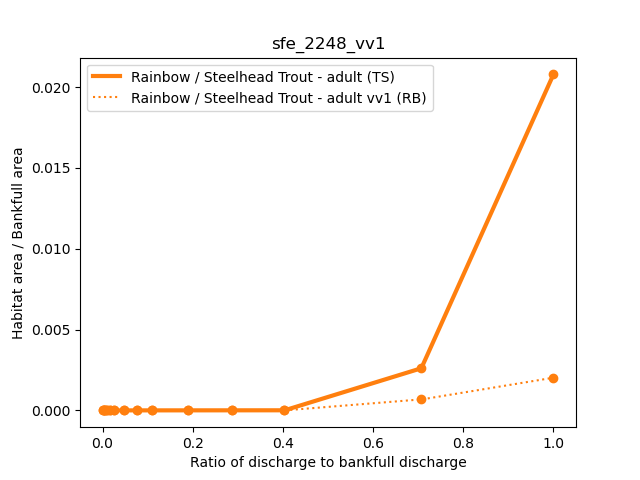 sfe_2248_vv1
Rainbow / Steelhead Trout - adult (TS)
Rainbow / Steelhead Trout - adult vv1 (RB)
Habitat area / Bankfull area
0.020
0.015
0.010
0.005
0.000
0.0 0.2 0.4 0.6 0.8 1.0
Ratio of discharge to bankfull discharge